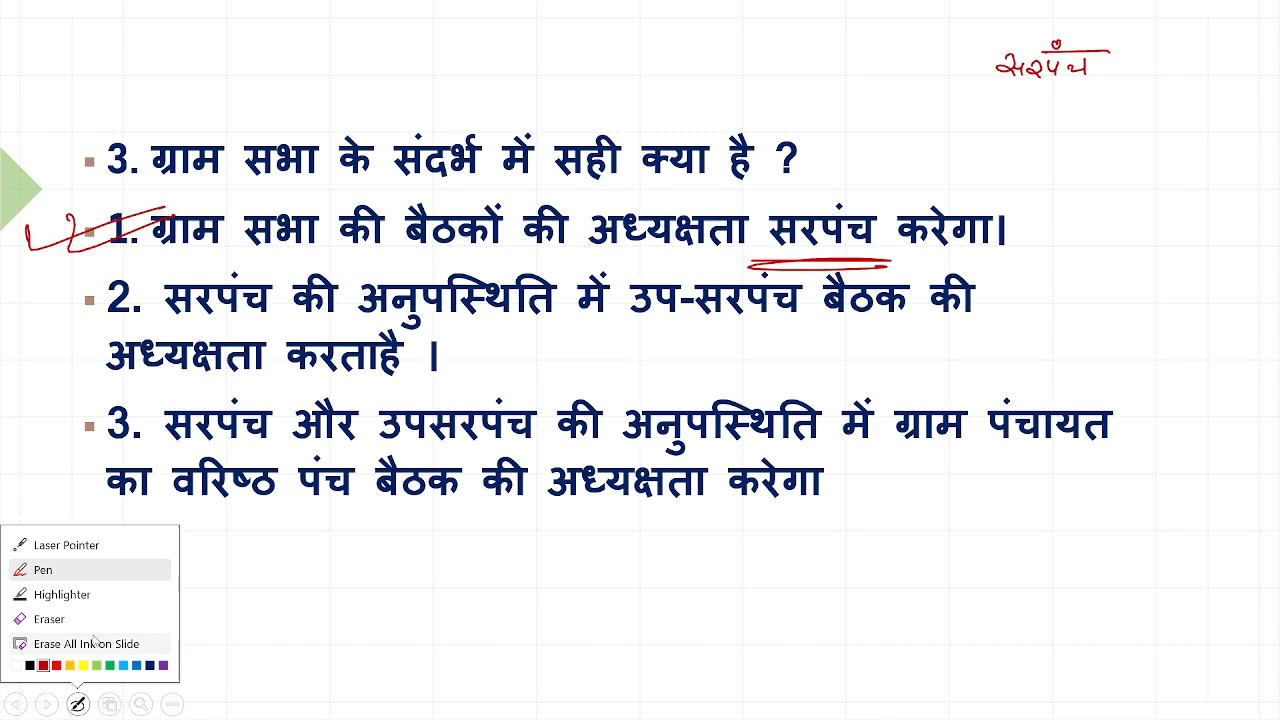 सरपंच
3. ग्राम सभा के संदर्भ में सही क्या है ?
1. ग्राम सभा की बैठकों की अध्यक्षता सरपंच करेगा।
2. सरपंच की अनुपस्थिति में उप-सरपंच बैठक की
अध्यक्षता करताहै ।
3. सरपंच और उपसरपंच की अनुपस्थिति में ग्राम पंचायत
का वरिष्ठ पंच बैठक की अध्यक्षता करेगा
Laser Pointer
Pen
Highlighter
Eraser
Erase All Ink on Slide